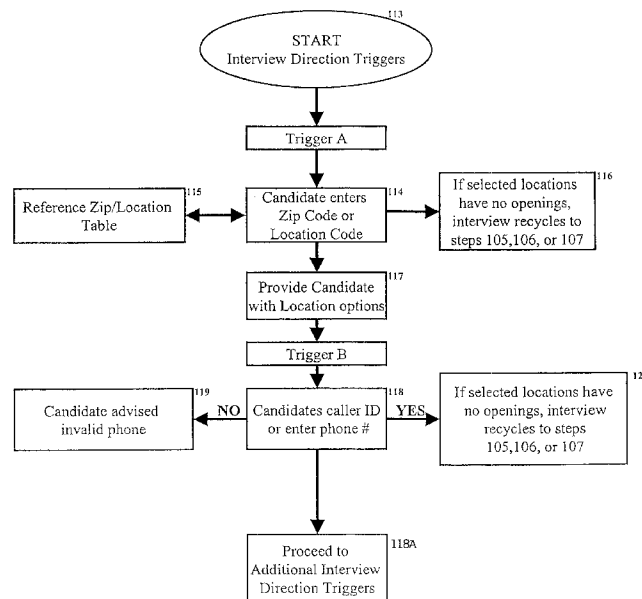 113
START
Interview Direction Triggers
Trigger A
115
Reference Zip/Location
Table
114
Candidate enters
Zip Code or
Location Code
116
If selected locations
have no openings,
interview recycles to
steps 105,106, or 107
117
Provide Candidate
with Location options
Trigger B
119
Candidate advised
invalid phone
NO
118
Candidates caller ID
or enter phone #
YES
12
If selected locations have
no openings, interview
recycles to steps
105,106, or 107
Proceed to
Additional Interview
Direction Triggers
118A